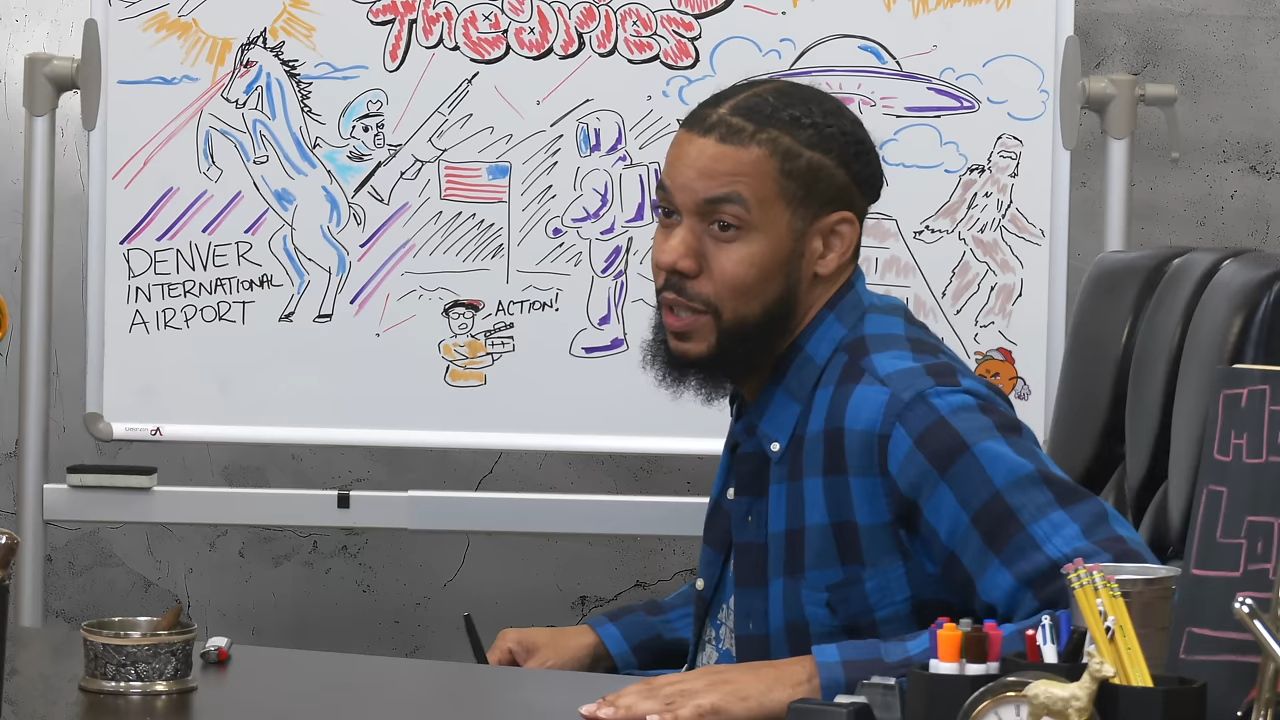 Theories
DENVER
INTERNATIONAL
AIRPORT
ACTION!